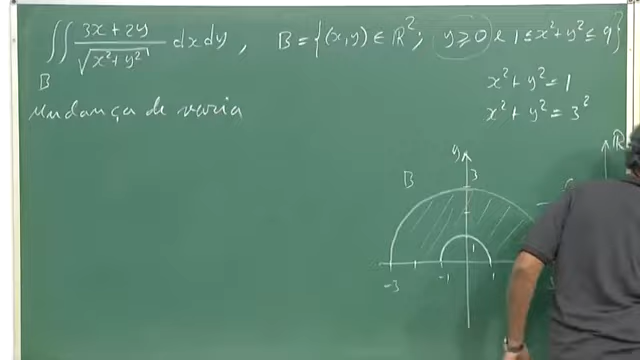 ∬ 3x + 2y / √(x² + y²) dx dy , B = {(x,y) ∈ ℝ² ; y ≥ 0 e 1 ≤ x² + y² ≤ 9}
B
x² + y² = 1
mudança de varia
x² + y² = 3²
ℝ
y
B 3
1
-3 -1 1